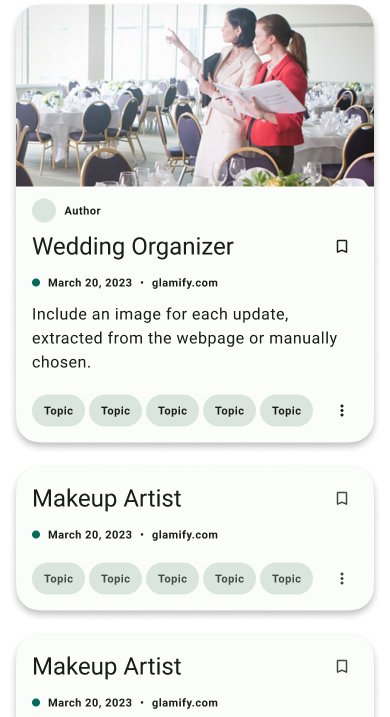 Author
Wedding Organizer
March 20, 2023 • glamify.com
Include an image for each update,
extracted from the webpage or manually
chosen.
Topic Topic Topic Topic Topic
Makeup Artist
March 20, 2023 • glamify.com
Topic Topic Topic Topic Topic
Makeup Artist
March 20, 2023 • glamify.com